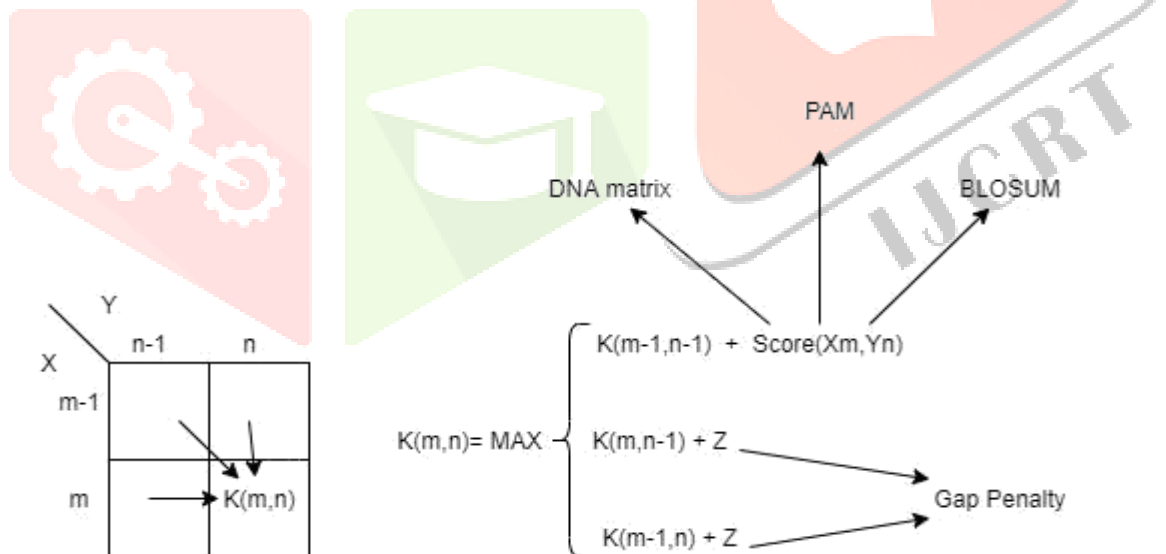 PAM
DNA matrix
BLOSUM
IJCRT
Y
n-1 n
X
m-1
m
K(m,n)
K(m-1,n-1) + Score(Xm,Yn)
K(m,n)= MAX
K(m,n-1) + Z
Gap Penalty
K(m-1,n) + Z